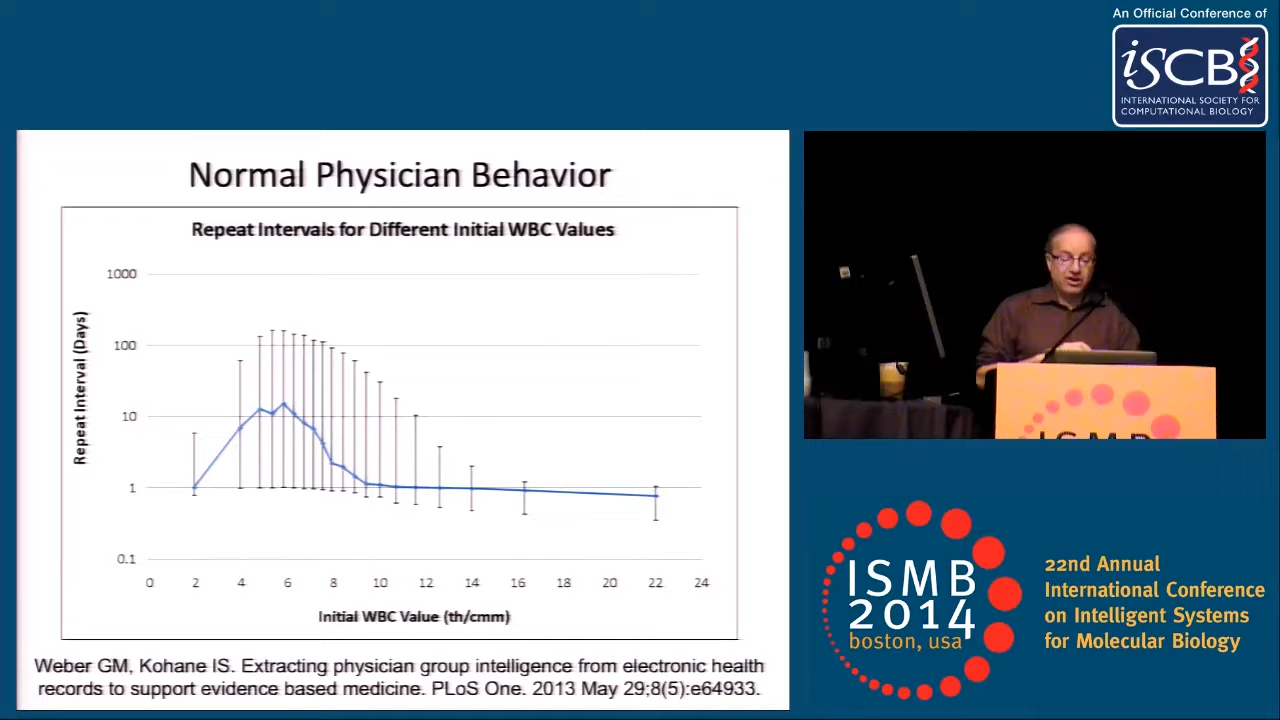 An Official Conference of
iSCB
INTERNATIONAL SOCIETY FOR
COMPUTATIONAL BIOLOGY
Normal Physician Behavior
Repeat Intervals for Different Initial WBC Values
1000
100
10
1
0.1
Repeat Interval (Days)
0 2 4 6 8 10 12 14 16 18 20 22 24
Initial WBC Value (th/cmm)
Weber GM, Kohane IS. Extracting physician group intelligence from electronic health
records to support evidence based medicine. PLoS One. 2013 May 29;8(5):e64933.
ISMB
ISMB
2014
boston, usa
22nd Annual
International Conference
on Intelligent Systems
for Molecular Biology